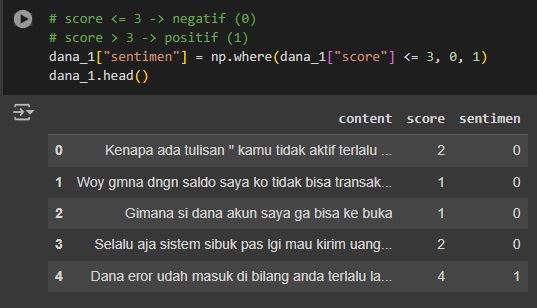 # score <= 3 -> negatif (0)
# score > 3 -> positif (1)
dana_1["sentimen"] = np.where(dana_1["score"] <= 3, 0, 1)
dana_1.head()
content score sentimen
0 Kenapa ada tulisan " kamu tidak aktif terlalu ... 2 0
1 Woy gmna dngn saldo saya ko tidak bisa transak... 1 0
2 Gimana si dana akun saya ga bisa ke buka 1 0
3 Selalu aja sistem sibuk pas lgi mau kirim uang... 2 0
4 Dana eror udah masuk di bilang anda terlalu la... 4 1